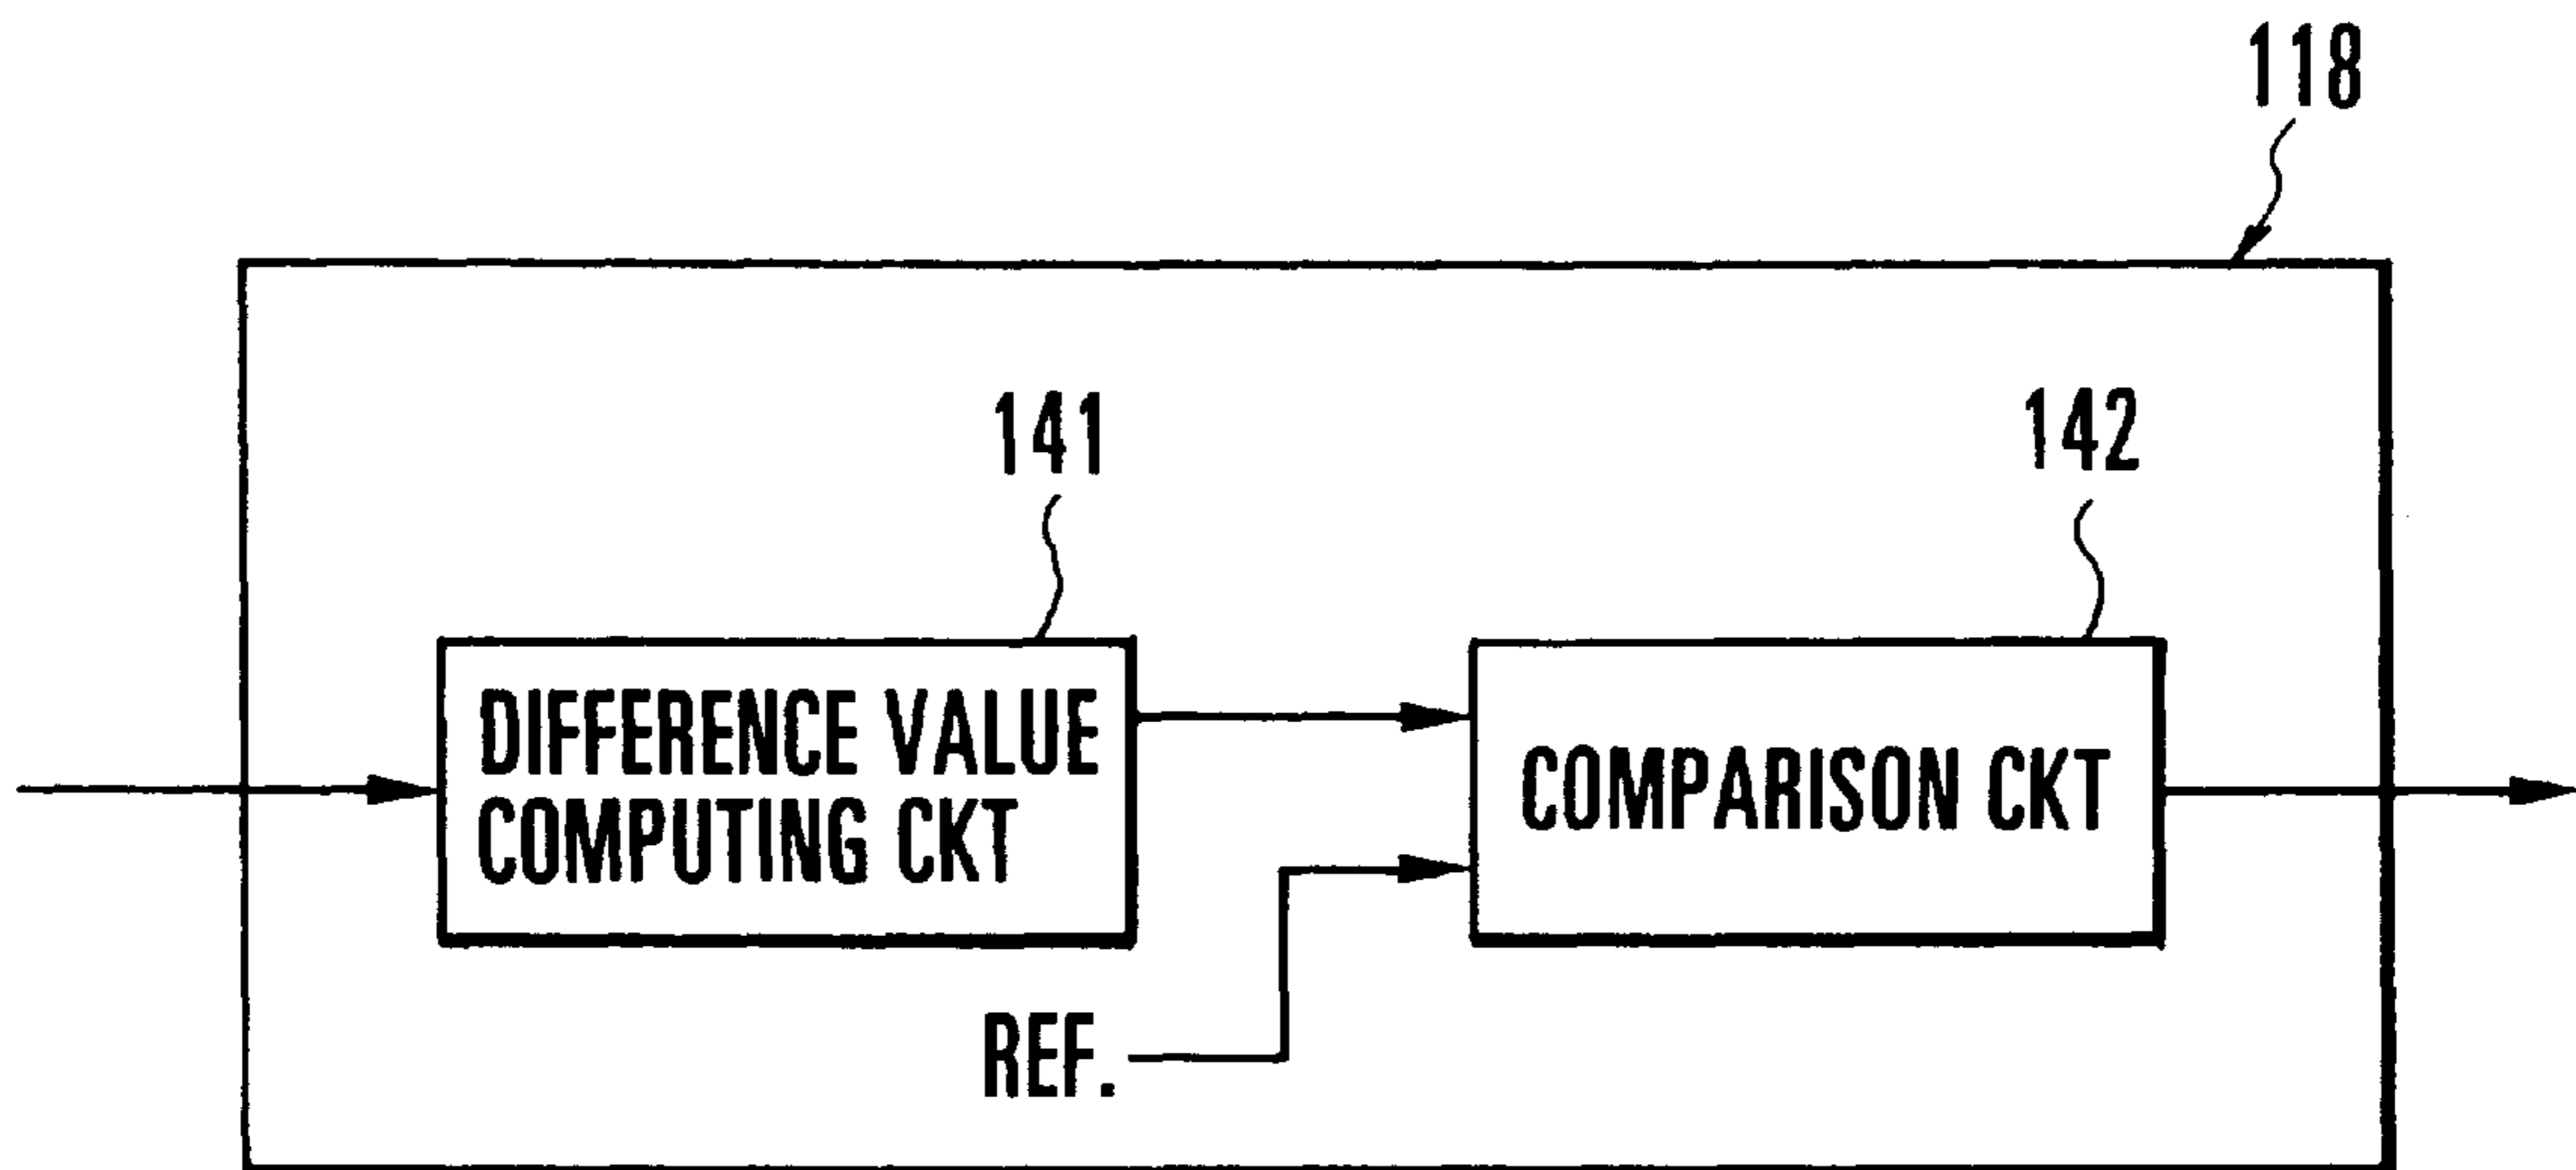 118
141
142
DIFFERENCE VALUE
COMPUTING CKT
COMPARISON CKT
REF.